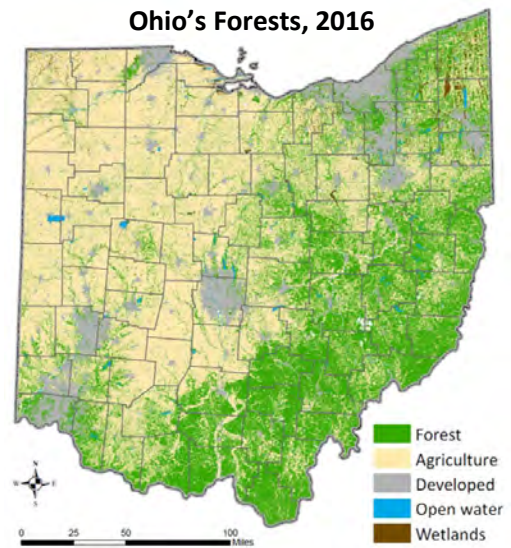 Ohio's Forests, 2016
Forest
Agriculture
Developed
Open water
Wetlands
N
W
E
S
0 25 50 100
Miles